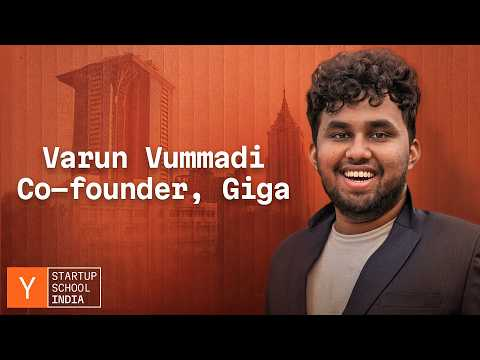 Varun Vummadi
Co-founder, Giga
Y
STARTUP
SCHOOL
INDIA